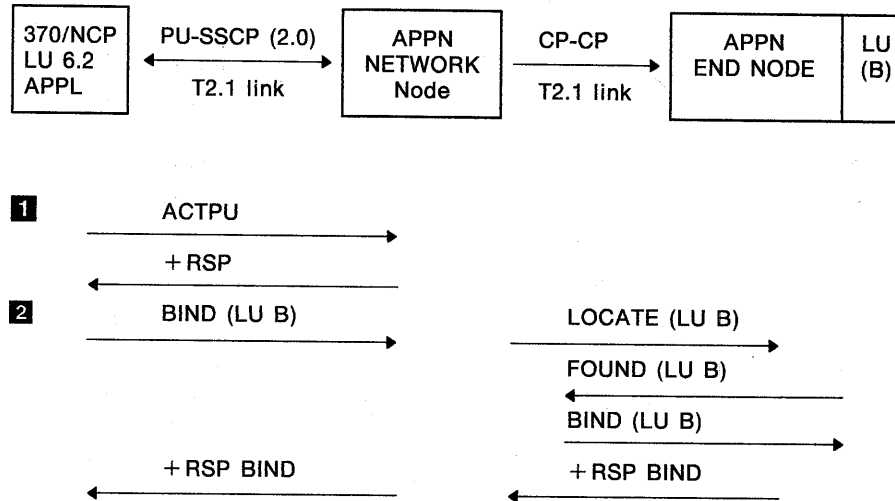 370/NCP
LU 6.2
APPL
PU-SSCP (2.0)
T2.1 link
APPN
NETWORK
Node
CP-CP
T2.1 link
APPN
END NODE
LU
(B)
1
ACTPU
+RSP
2
BIND (LU B)
LOCATE (LU B)
FOUND (LU B)
BIND (LU B)
+RSP BIND
+RSP BIND